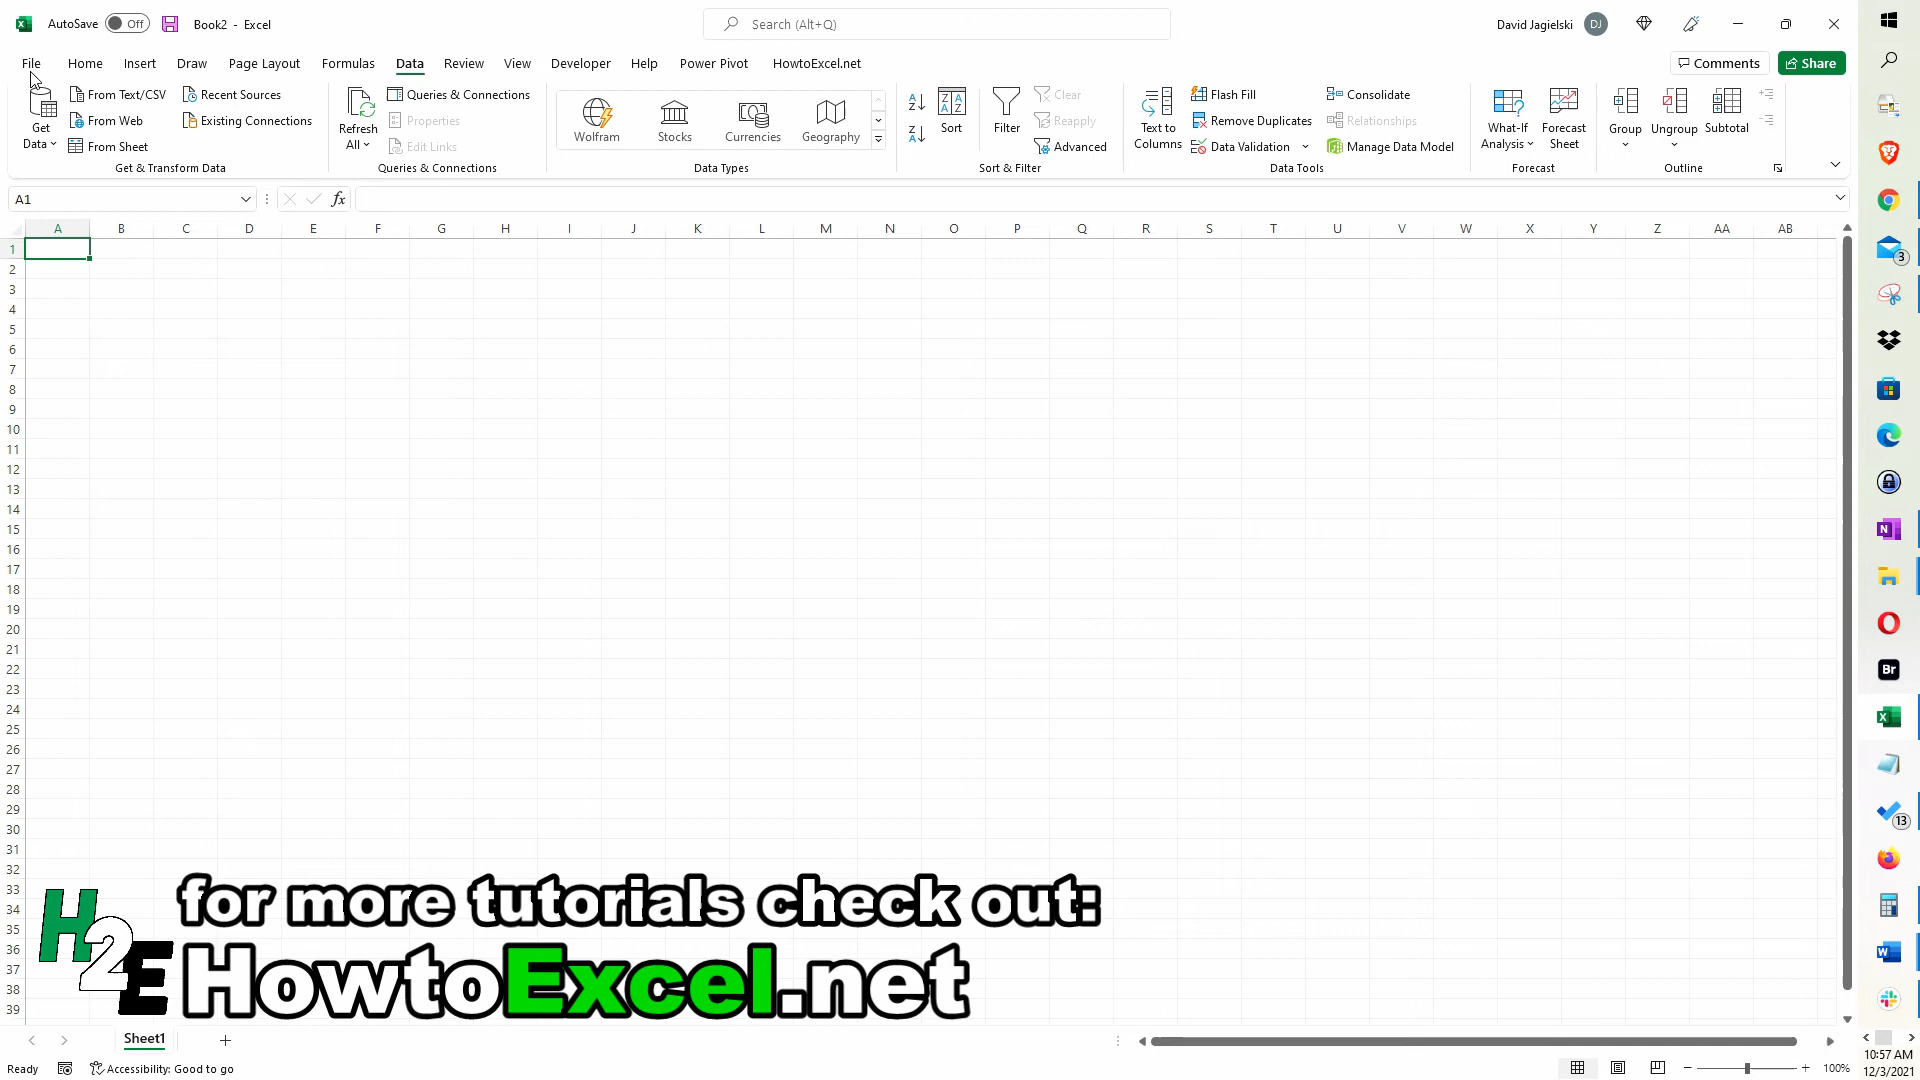 AutoSave Off Book2 - Excel Search (Alt+Q) David Jagielski DJ
File Home Insert Draw Page Layout Formulas Data Review View Developer Help Power Pivot HowtoExcel.net Comments Share
Get Data
From Text/CSV
From Web
From Sheet
Recent Sources
Existing Connections
Get & Transform Data
Refresh All
Queries & Connections
Properties
Edit Links
Queries & Connections
Wolfram Stocks Currencies Geography
Data Types
Sort
Filter
Clear
Reapply
Advanced
Sort & Filter
Text to Columns
Flash Fill
Remove Duplicates
Data Validation
Consolidate
Relationships
Manage Data Model
Data Tools
What-If Analysis
Forecast Sheet
Forecast
Group
Ungroup
Subtotal
Outline
A1 fx
A B C D E F G H I J K L M N O P Q R S T U V W X Y Z AA AB
1
2
3
4
5
6
7
8
9
10
11
12
13
14
15
16
17
18
19
20
21
22
23
24
25
26
27
28
29
30
31
32
33
34
35
36
37
38
39
H2E
for more tutorials check out:
HowtoExcel.net
Sheet1
Ready Accessibility: Good to go 100%
3
Br
13
10:57 AM
12/3/2021